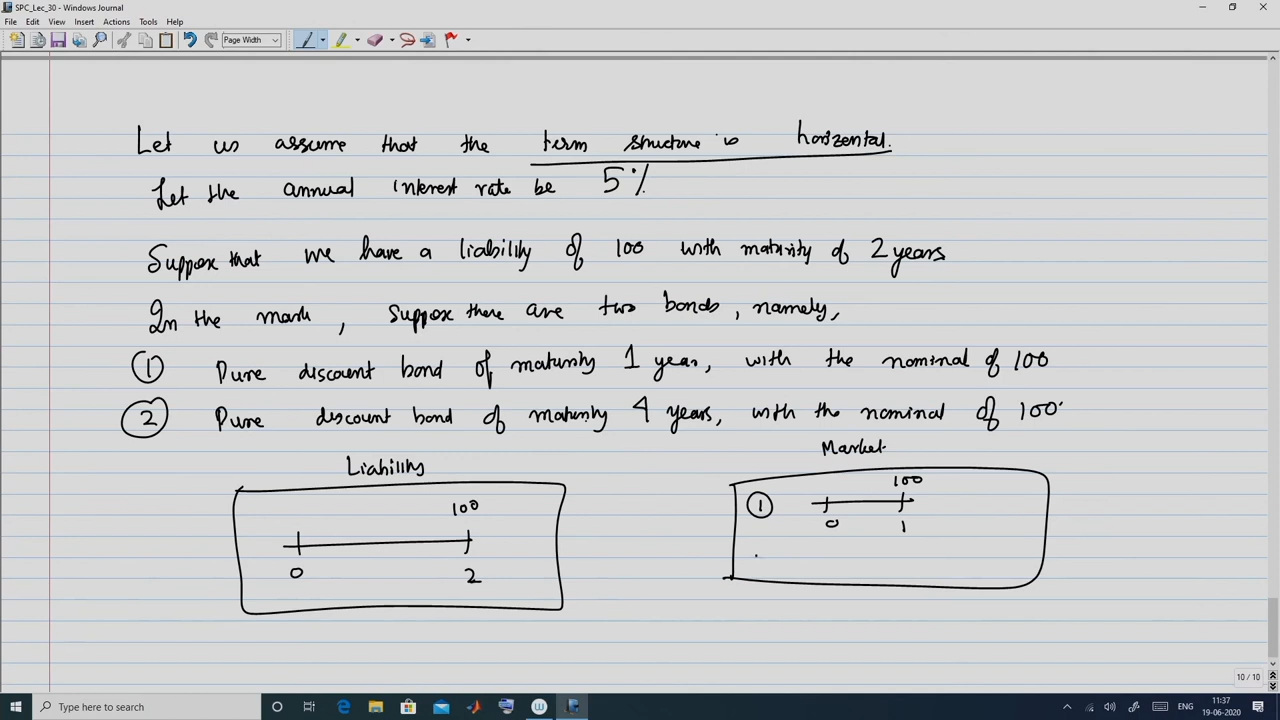 SPC_Lec_30 - Windows Journal
File Edit View Insert Actions Tools Help
Page Width
Let us assume that the term structure is horizental.
Let the annual interest rate be 5%
Suppose that we have a liability of 100 with maturity of 2 years
In the mark, Suppose there are two bonds, namely,
① Pure discount bond of maturity 1 year, with the nominal of 100
② Pure discount bond of maturity 4 years, with the nominal of 100.
Liability
100
0 2
Market
① 100
0 1
10 / 10
Type here to search
11:37
19-06-2020